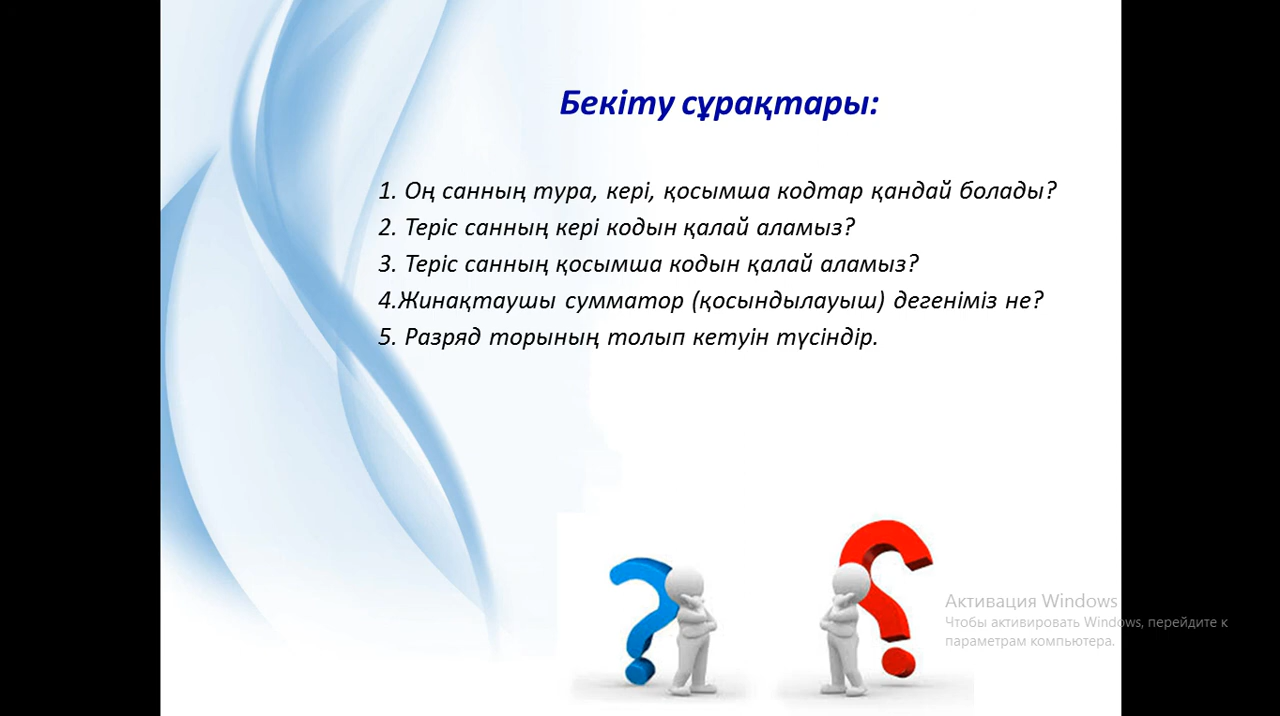 Бекіту сұрақтары:
1. Оң санның тура, кері, қосымша кодтар қандай болады?
2. Теріс санның кері кодын қалай аламыз?
3. Теріс санның қосымша кодын қалай аламыз?
4.Жинақтаушы сумматор (қосындылауыш) дегеніміз не?
5. Разряд торының толып кетуін түсіндір.
Активация Windows
Чтобы активировать Windows, перейдите к
параметрам компьютера.